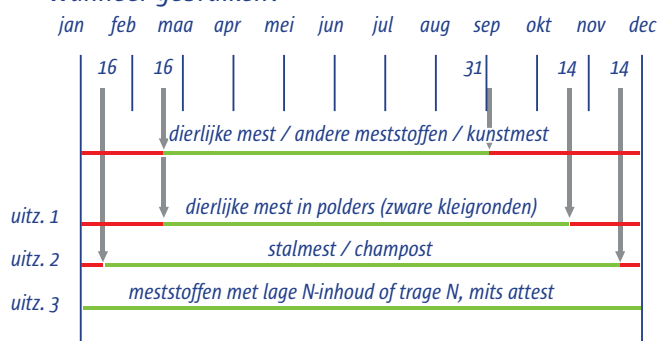 jan feb maa apr mei jun jul aug sep okt nov dec
16 16 31 14 14
dierlijke mest / andere meststoffen / kunstmest
uitz. 1 dierlijke mest in polders (zware kleigronden)
uitz. 2 stalmest / champost
uitz. 3 meststoffen met lage N-inhoud of trage N, mits attest